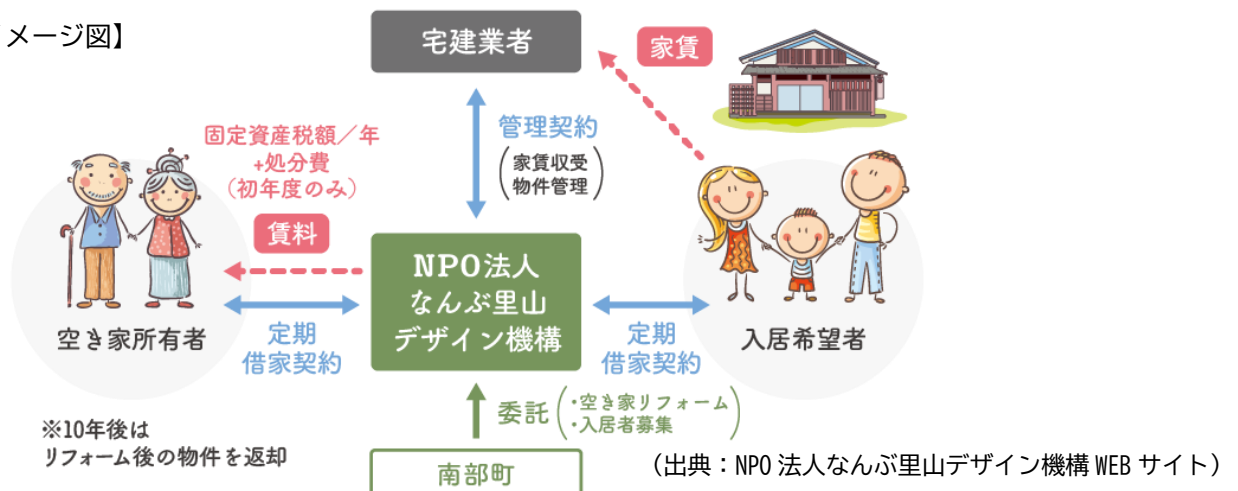 メージ図】
宅建業者
家賃
固定資産税額／年
+処分費
（初年度のみ）
管理契約
（家賃収受
物件管理）
賃料
NPO法人
なんぶ里山
デザイン機構
空き家所有者
定期
借家契約
定期
借家契約
入居希望者
※10年後は
リフォーム後の物件を返却
委託（・空き家リフォーム
・入居者募集）
南部町
（出典：NPO 法人なんぶ里山デザイン機構 WEB サイト）